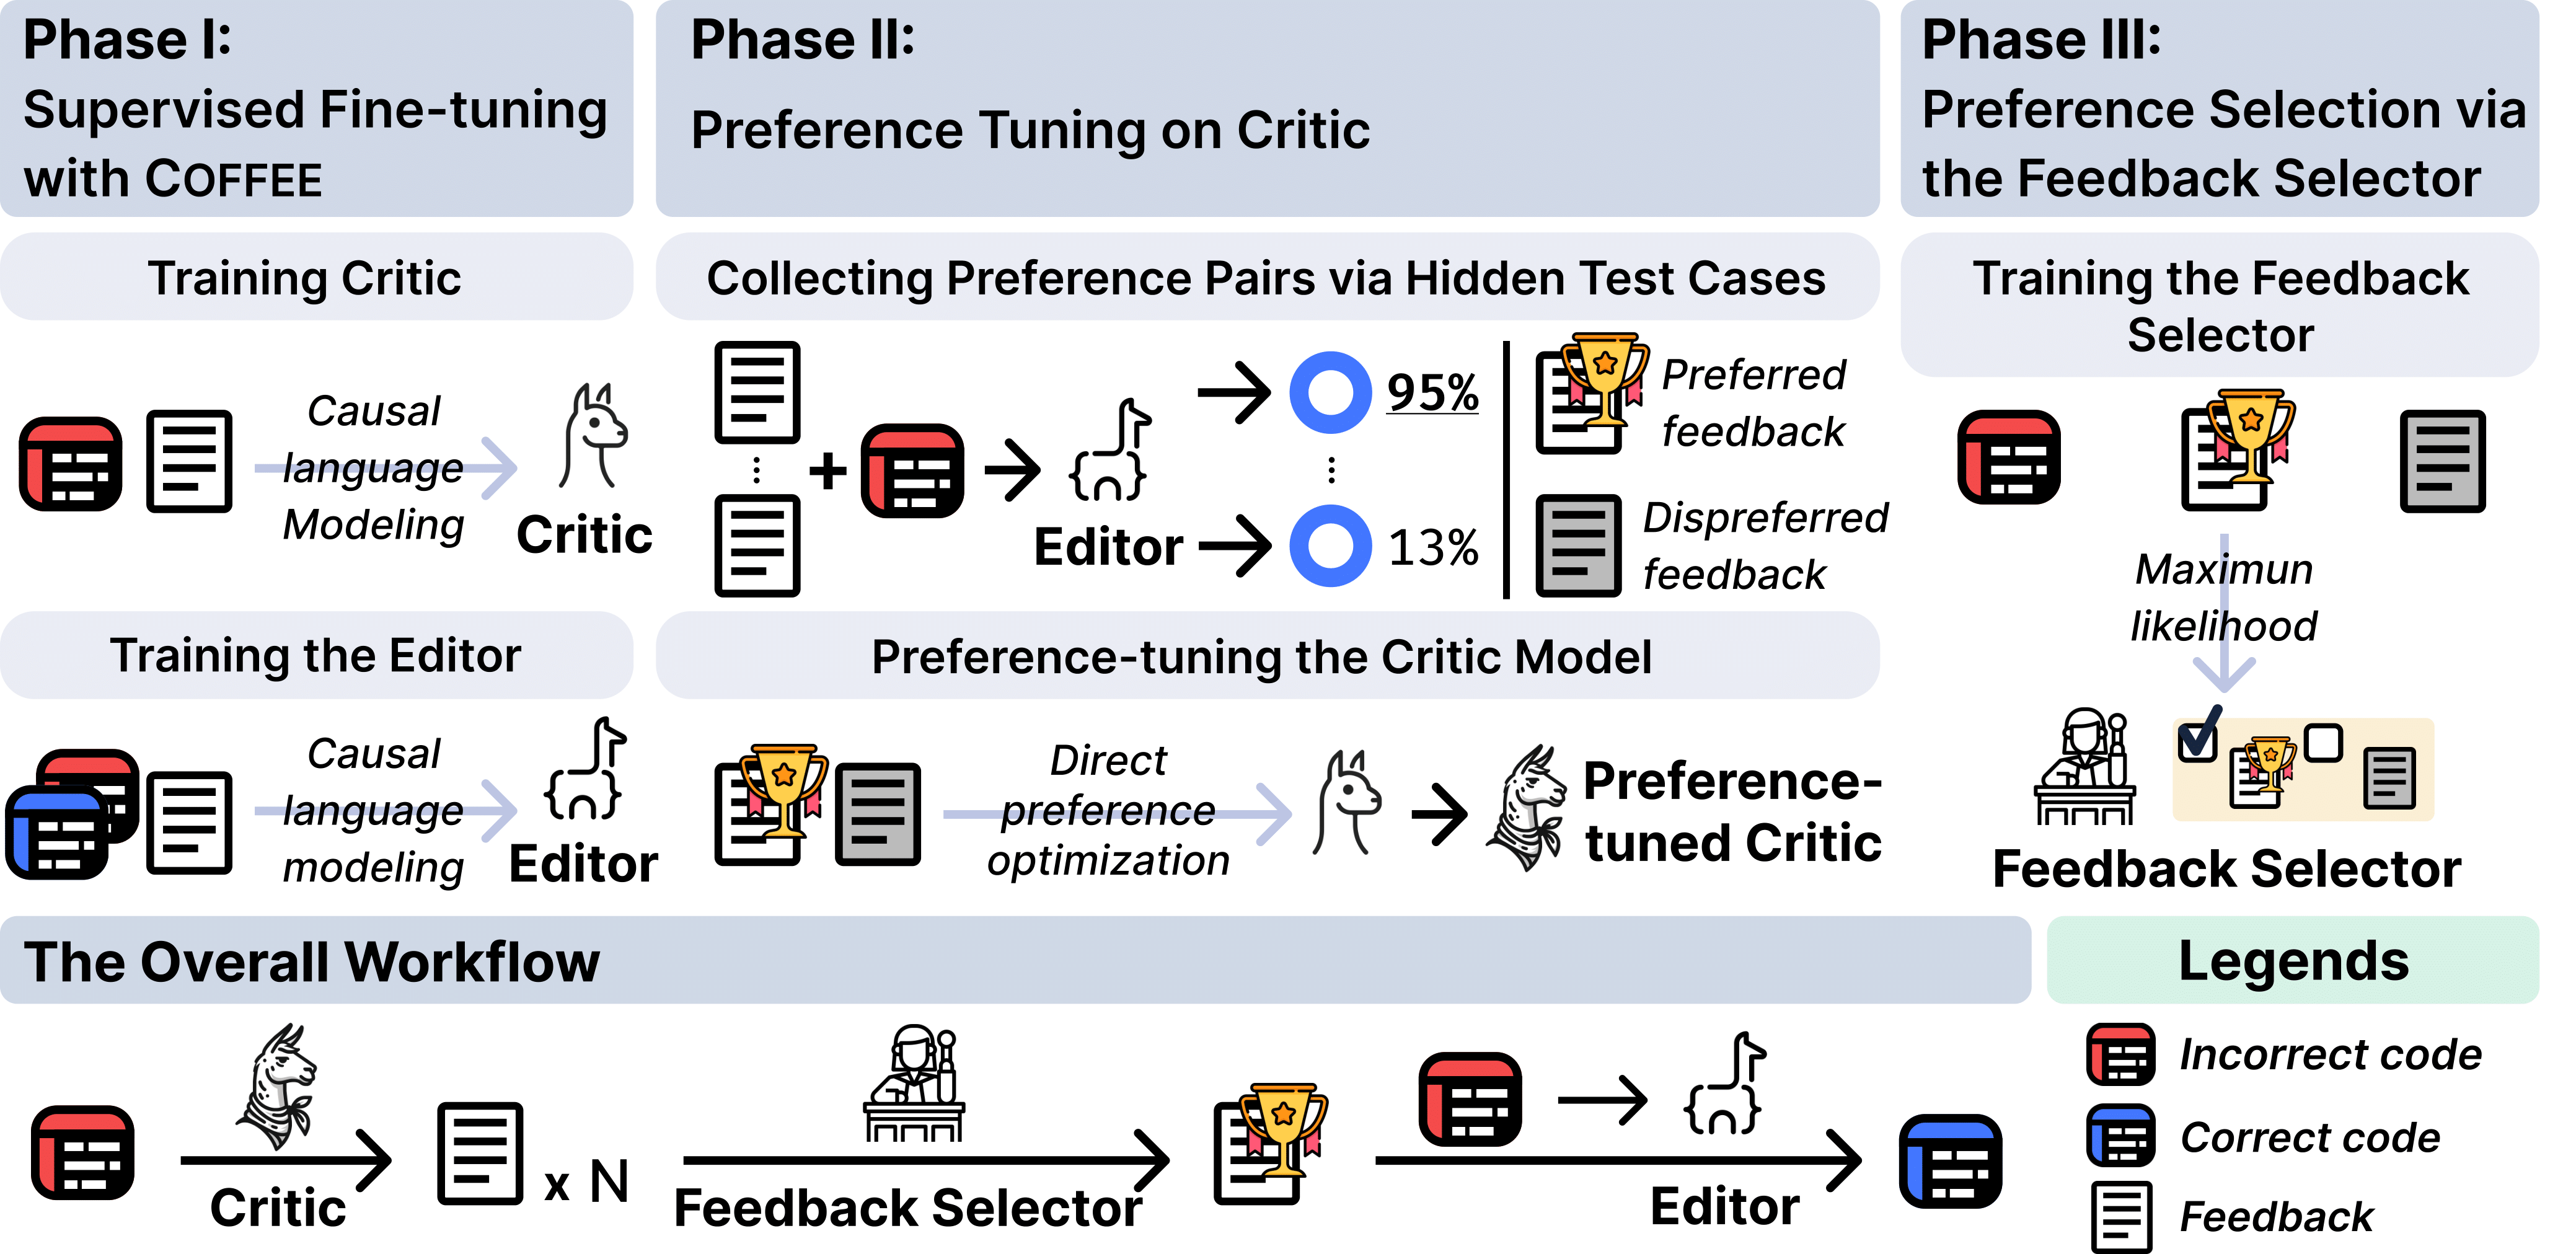 Phase I:
Supervised Fine-tuning
with COFFEE
Training Critic
Causal
language
Modeling
Critic
Training the Editor
Causal
language
modeling
Editor
Phase II:
Preference Tuning on Critic
Collecting Preference Pairs via Hidden Test Cases
+
Editor
95%
13%
Preferred
feedback
Dispreferred
feedback
Preference-tuning the Critic Model
Direct
preference
optimization
Preference-
tuned Critic
Phase III:
Preference Selection via
the Feedback Selector
Training the Feedback
Selector
Maximun
likelihood
Feedback Selector
The Overall Workflow
Critic
x N
Feedback Selector
Editor
Legends
Incorrect code
Correct code
Feedback